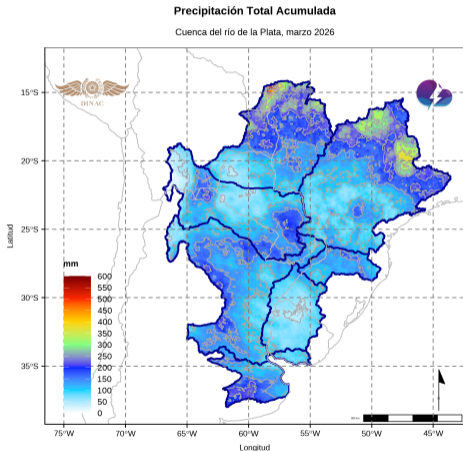 Precipitación Total Acumulada
Cuenca del río de la Plata, marzo 2026
DINAC
15°S
20°S
25°S
30°S
35°S
Latitud
mm
600
550
500
450
400
350
300
250
200
150
100
50
0
75°W
70°W
65°W
60°W
55°W
50°W
45°W
Longitud